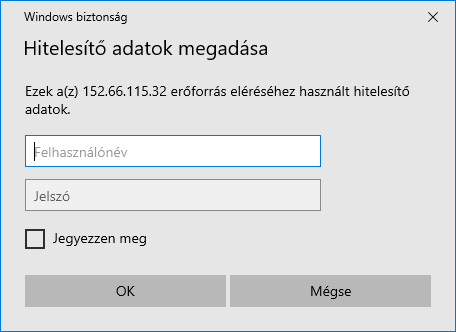 Windows biztonság
Hitelesítő adatok megadása
Ezek a(z) 152.66.115.32 erőforrás eléréséhez használt hitelesítő
adatok.
Felhasználónév
Jelszó
Jegyezzen meg
OK
Mégse